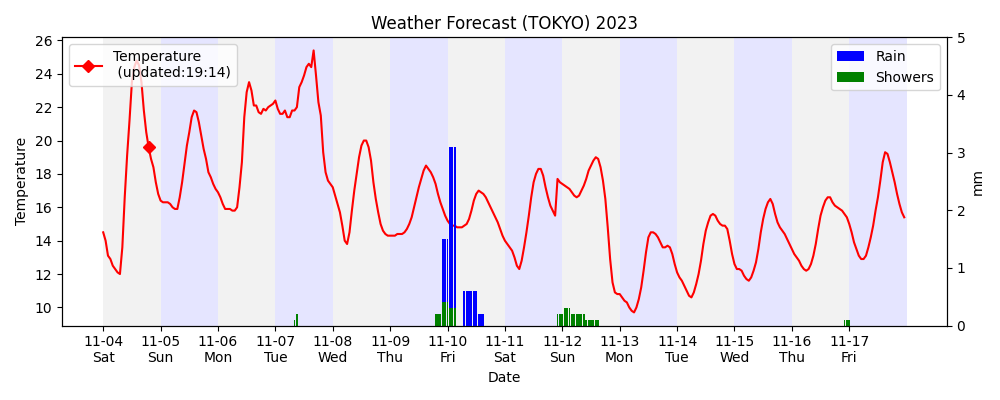 Weather Forecast (TOKYO) 2023
Temperature
(updated:19:14)
Rain
Showers
26
24
22
20
18
16
14
12
10
Temperature
5
4
3
2
1
0
mm
11-04 11-05 11-06 11-07 11-08 11-09 11-10 11-11 11-12 11-13 11-14 11-15 11-16 11-17
Sat Sun Mon Tue Wed Thu Fri Sat Sun Mon Tue Wed Thu Fri
Date